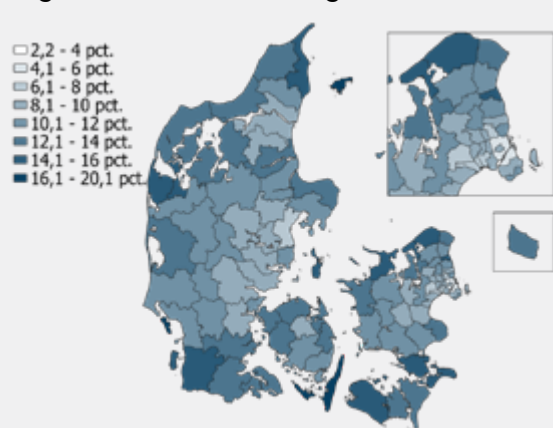 2,2 - 4 pct.
4,1 - 6 pct.
6,1 - 8 pct.
8,1 - 10 pct.
10,1 - 12 pct.
12,1 - 14 pct.
14,1 - 16 pct.
16,1 - 20,1 pct.